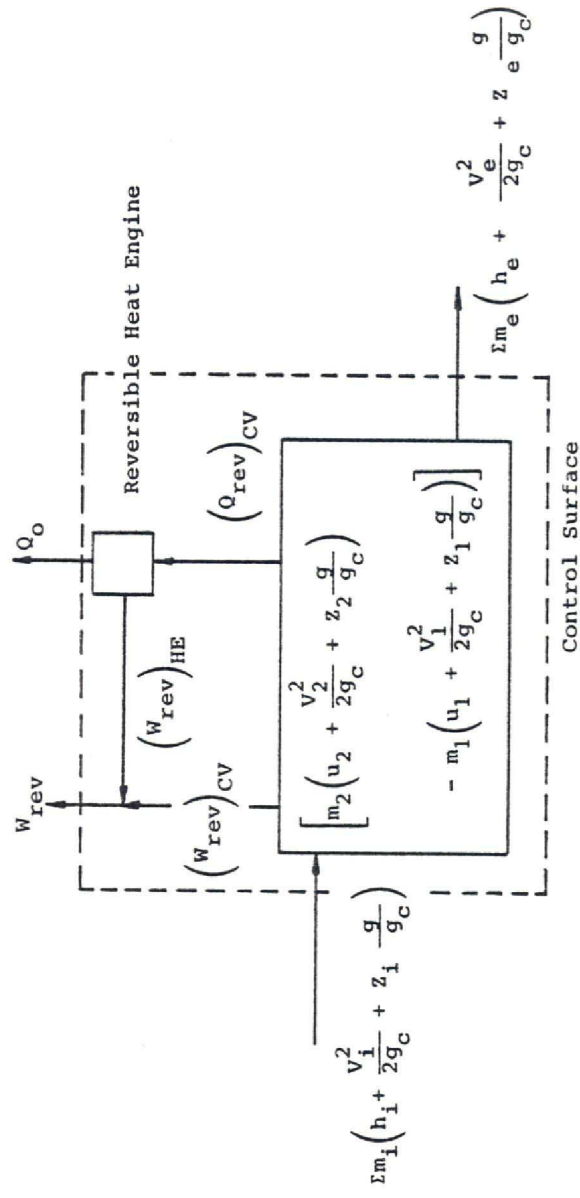 W_rev
Q_o
Reversible Heat Engine
(W_rev)_HE
(W_rev)_CV
(Q_rev)_CV
[m_2(u_2 + V_2^2/2g_c + Z_2 g/g_c)
- m_1(u_1 + V_1^2/2g_c + Z_1 g/g_c)]
Σm_i(h_i + V_i^2/2g_c + Z_i g/g_c)
Σm_e(h_e + V_e^2/2g_c + Z_e g/g_c)
Control Surface